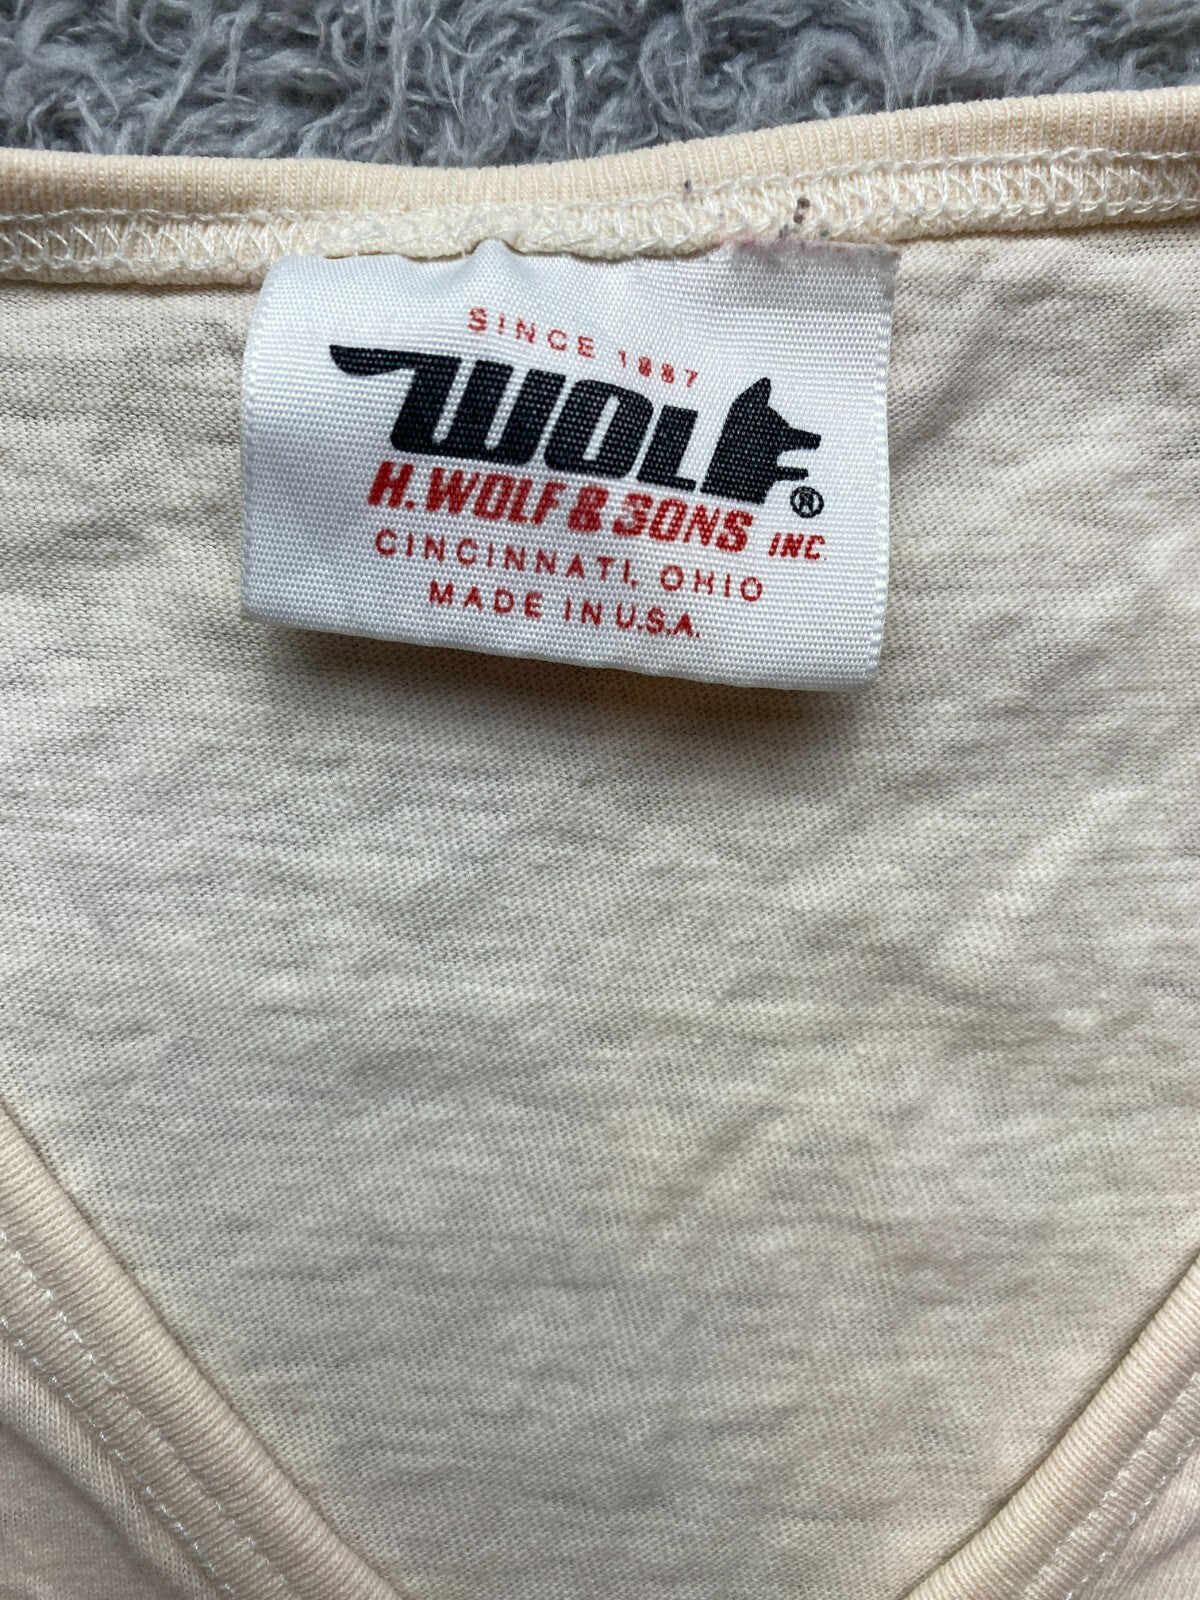 SINCE 1887
WOLF ®
H. WOLF & SONS INC
CINCINNATI, OHIO
MADE IN U.S.A.